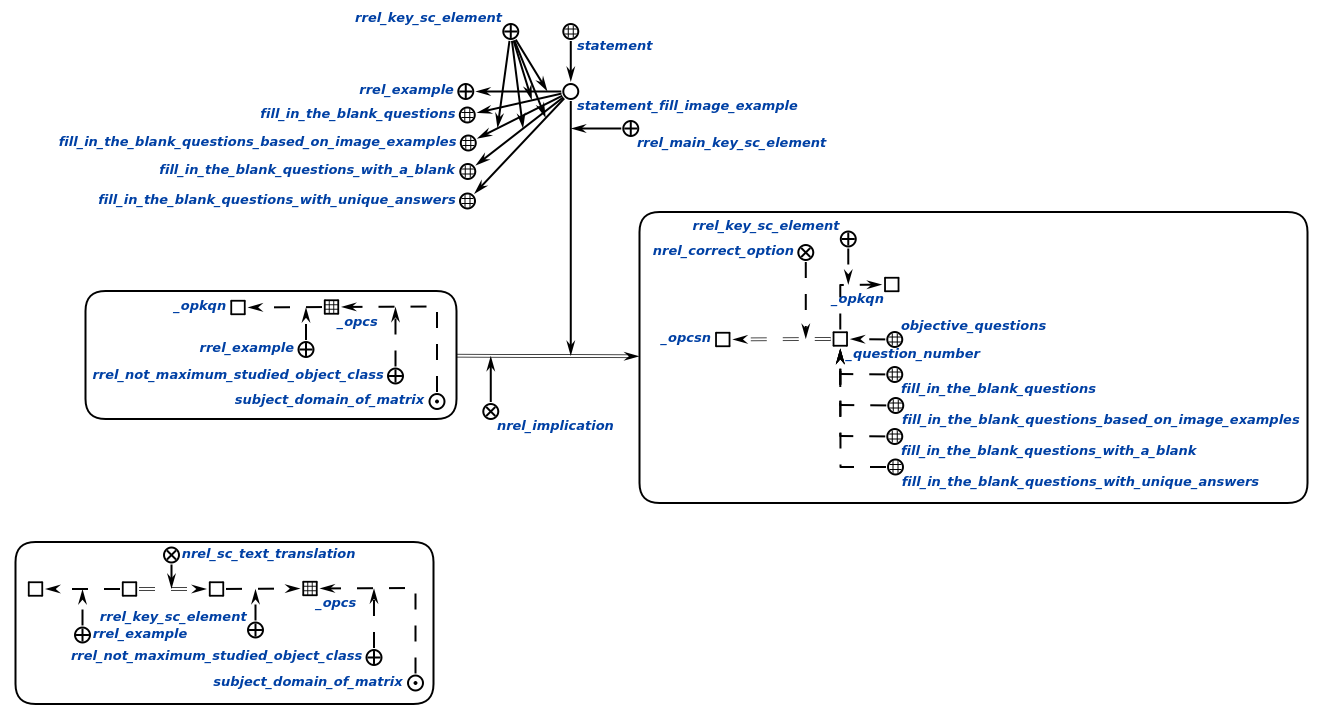 rrel_key_sc_element
statement
rrel_example
statement_fill_image_example
fill_in_the_blank_questions
fill_in_the_blank_questions_based_on_image_examples
rrel_main_key_sc_element
fill_in_the_blank_questions_with_a_blank
fill_in_the_blank_questions_with_unique_answers
rrel_key_sc_element
nrel_correct_option
_opkqn
_opcsn
objective_questions
_question_number
fill_in_the_blank_questions
fill_in_the_blank_questions_based_on_image_examples
fill_in_the_blank_questions_with_a_blank
fill_in_the_blank_questions_with_unique_answers
_opkqn
_opcs
rrel_example
rrel_not_maximum_studied_object_class
subject_domain_of_matrix
nrel_implication
nrel_sc_text_translation
_opcs
rrel_key_sc_element
rrel_example
rrel_not_maximum_studied_object_class
subject_domain_of_matrix